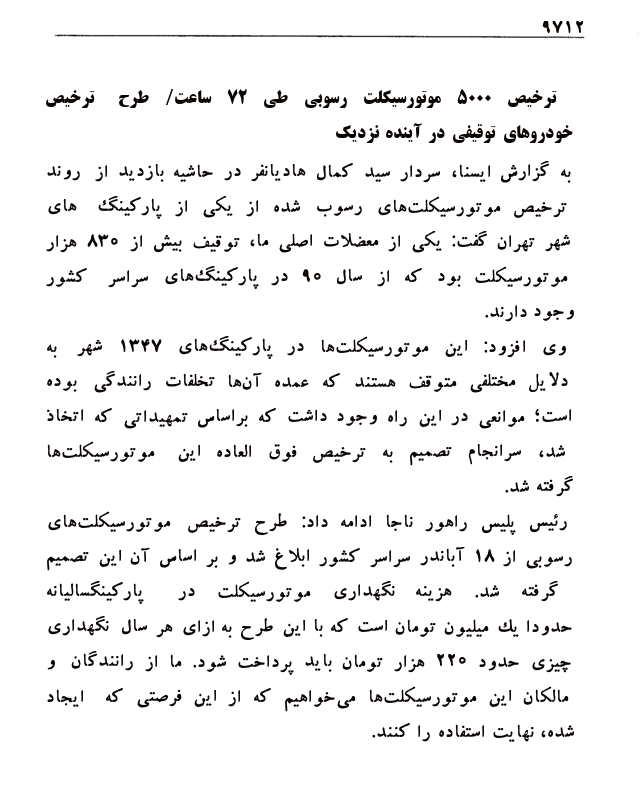 ۹۷۱۲
ترخیص ۵۰۰۰ موتورسیکلت رسوبی طی ۷۲ ساعت/ طرح ترخیص
خودروهای توقیفی در آینده نزدیک
به گزارش ایسنا، سردار سید کمال هادیانفر در حاشیه بازدید از روند
ترخیص موتورسیکلت‌های رسوب شده از یکی از پارکینگ های
شهر تهران گفت: یکی از معضلات اصلی ما، توقیف بیش از ۸۳۰ هزار
موتورسیکلت بود که از سال ۹۰ در پارکینگ‌های سراسر کشور
وجود دارند.
وی افزود: این موتورسیکلت‌ها در پارکینگ‌های ۱۳۴۷ شهر به
دلایل مختلفی متوقف هستند که عمده آن‌ها تخلفات رانندگی بوده
است؛ موانعی در این راه وجود داشت که براساس تمهیداتی که اتخاذ
شد، سرانجام تصمیم به ترخیص فوق العاده این موتورسیکلت‌ها
گرفته شد.
رئیس پلیس راهور ناجا ادامه داد: طرح ترخیص موتورسیکلت‌های
رسوبی از ۱۸ آباندر سراسر کشور ابلاغ شد و بر اساس آن این تصمیم
گرفته شد. هزینه نگهداری موتورسیکلت در پارکینگسالیانه
حدودا یك میلیون تومان است که با این طرح به ازای هر سال نگهداری
چیزی حدود ۲۲۰ هزار تومان باید پرداخت شود. ما از رانندگان و
مالکان این موتورسیکلت‌ها می‌خواهیم که از این فرصتی که ایجاد
شده، نهایت استفاده را کنند.